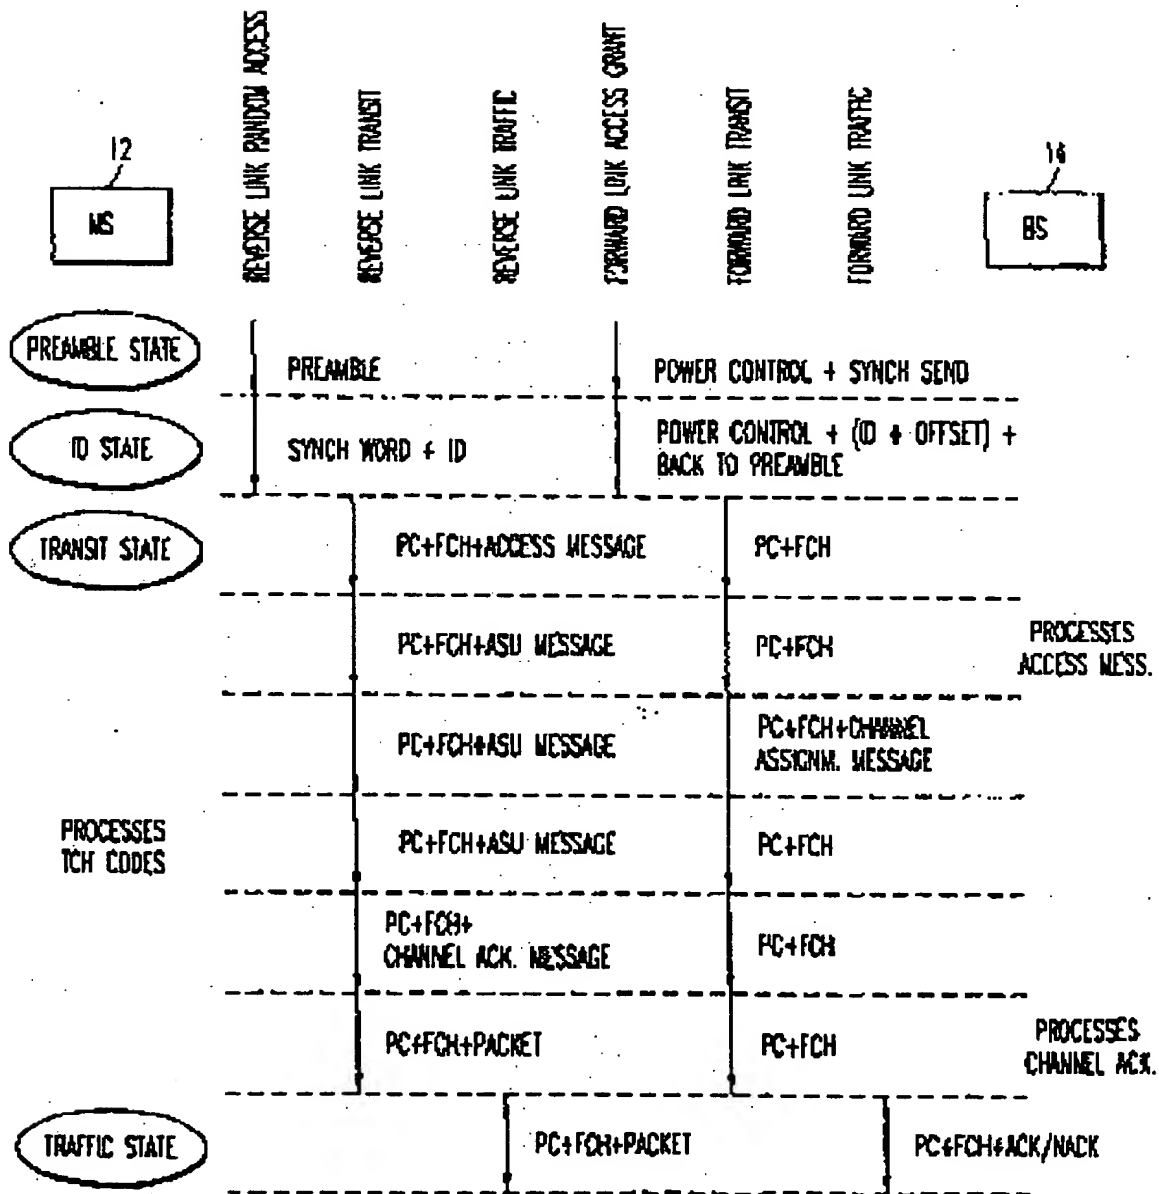 REVERSE LINK RANDOM ACCESS
REVERSE LINK TRANSIT
REVERSE LINK TRAFFIC
FORWARD LINK ACCESS GRANT
FORWARD LINK TRANSIT
FORWARD LINK TRAFFIC
12
MS
16
BS
PREAMBLE STATE
PREAMBLE
POWER CONTROL + SYNCH SEND
ID STATE
SYNCH WORD + ID
POWER CONTROL + (ID + OFFSET) +
BACK TO PREAMBLE
TRANSIT STATE
PC+FCH+ACCESS MESSAGE
PC+FCH
PC+FCH+ASU MESSAGE
PC+FCH
PROCESSES
ACCESS MESS.
PC+FCH+ASU MESSAGE
PC+FCH+CHANNEL
ASSIGNM. MESSAGE
PROCESSES
TCH CODES
PC+FCH+ASU MESSAGE
PC+FCH
PC+FCH+
CHANNEL ACK. MESSAGE
PC+FCH
PC+FCH+PACKET
PC+FCH
PROCESSES
CHANNEL ACK.
TRAFFIC STATE
PC+FCH+PACKET
PC+FCH+ACK/NACK